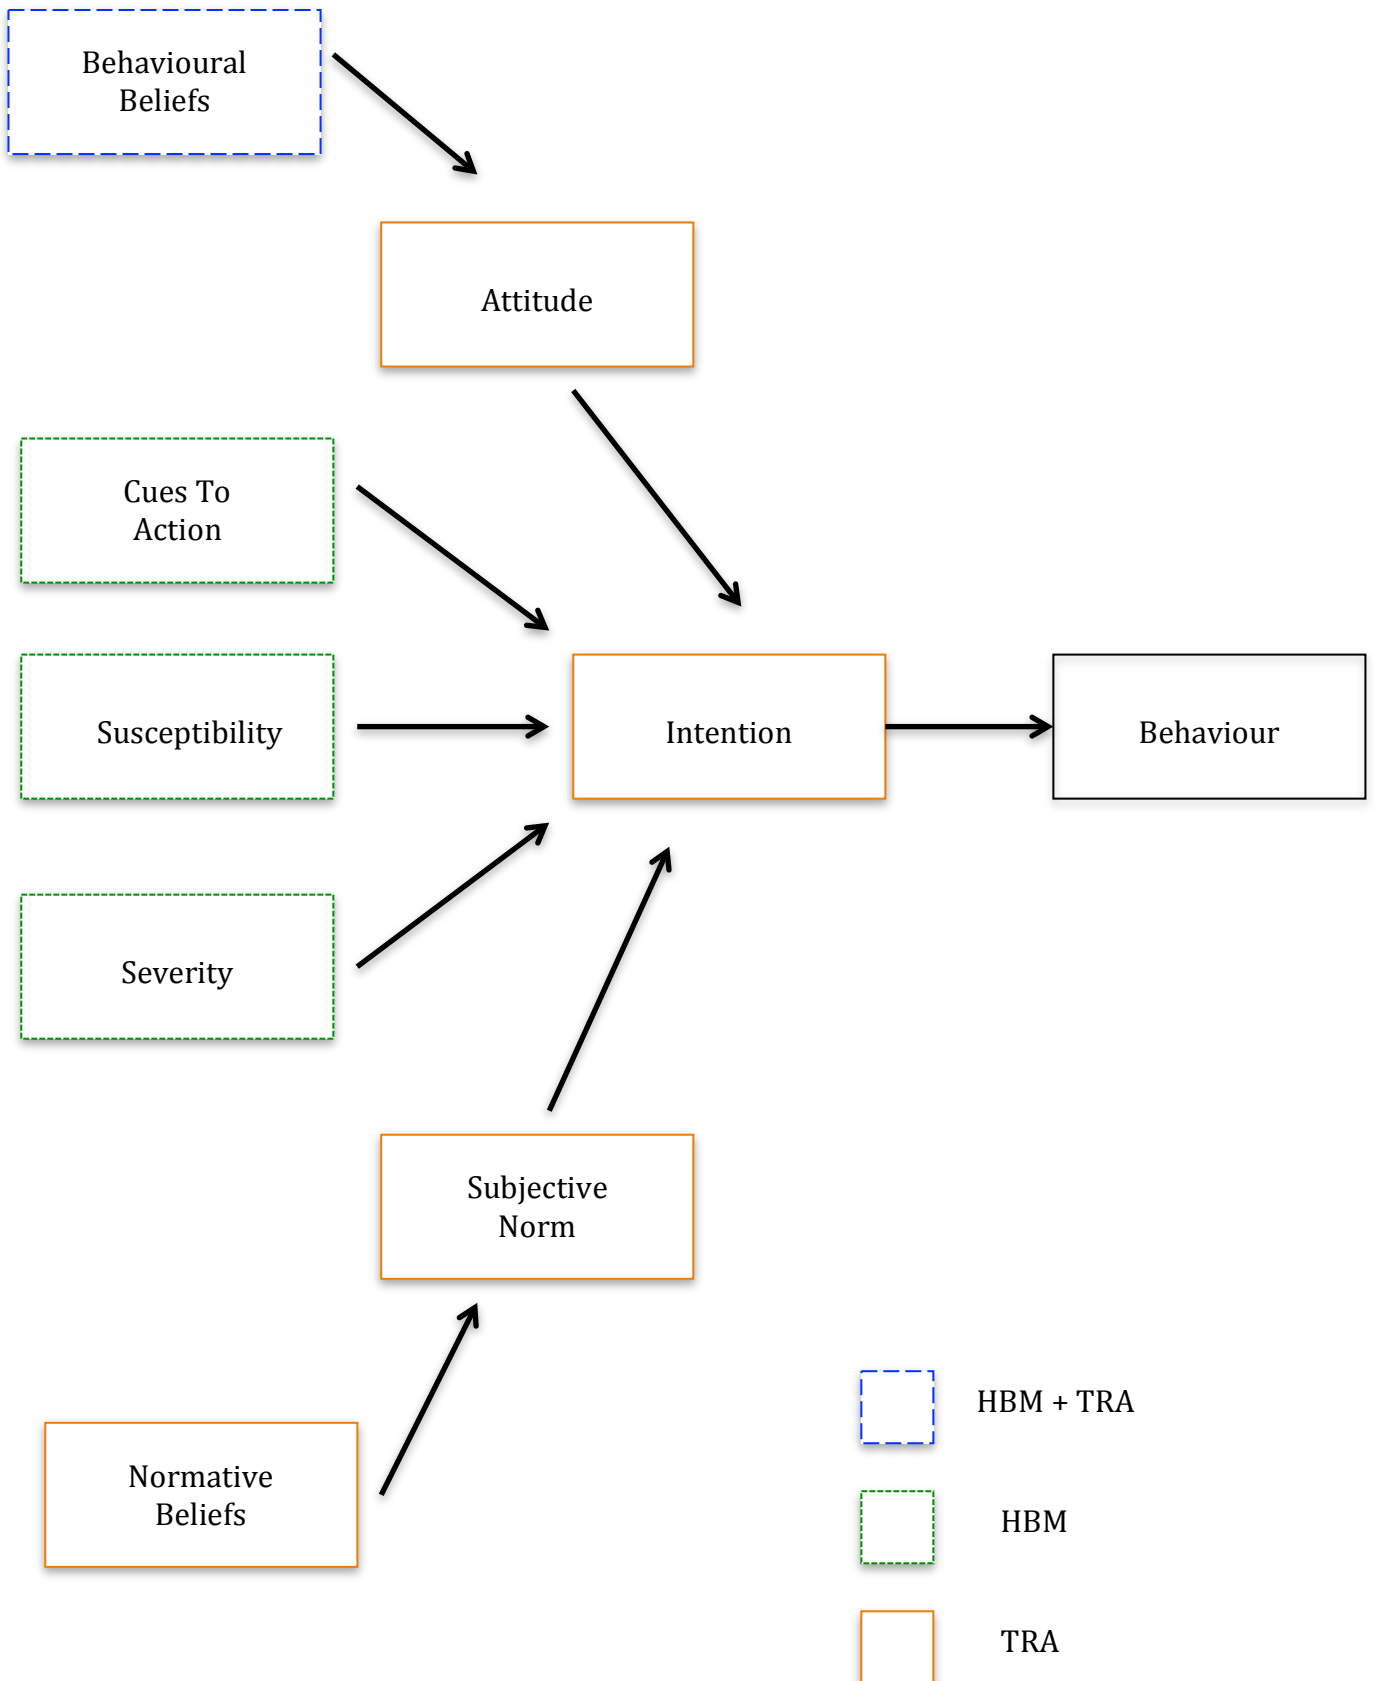 Behavioural
Beliefs
Attitude
Cues To
Action
Susceptibility
Intention
Behaviour
Severity
Subjective
Norm
Normative
Beliefs
HBM + TRA
HBM
TRA